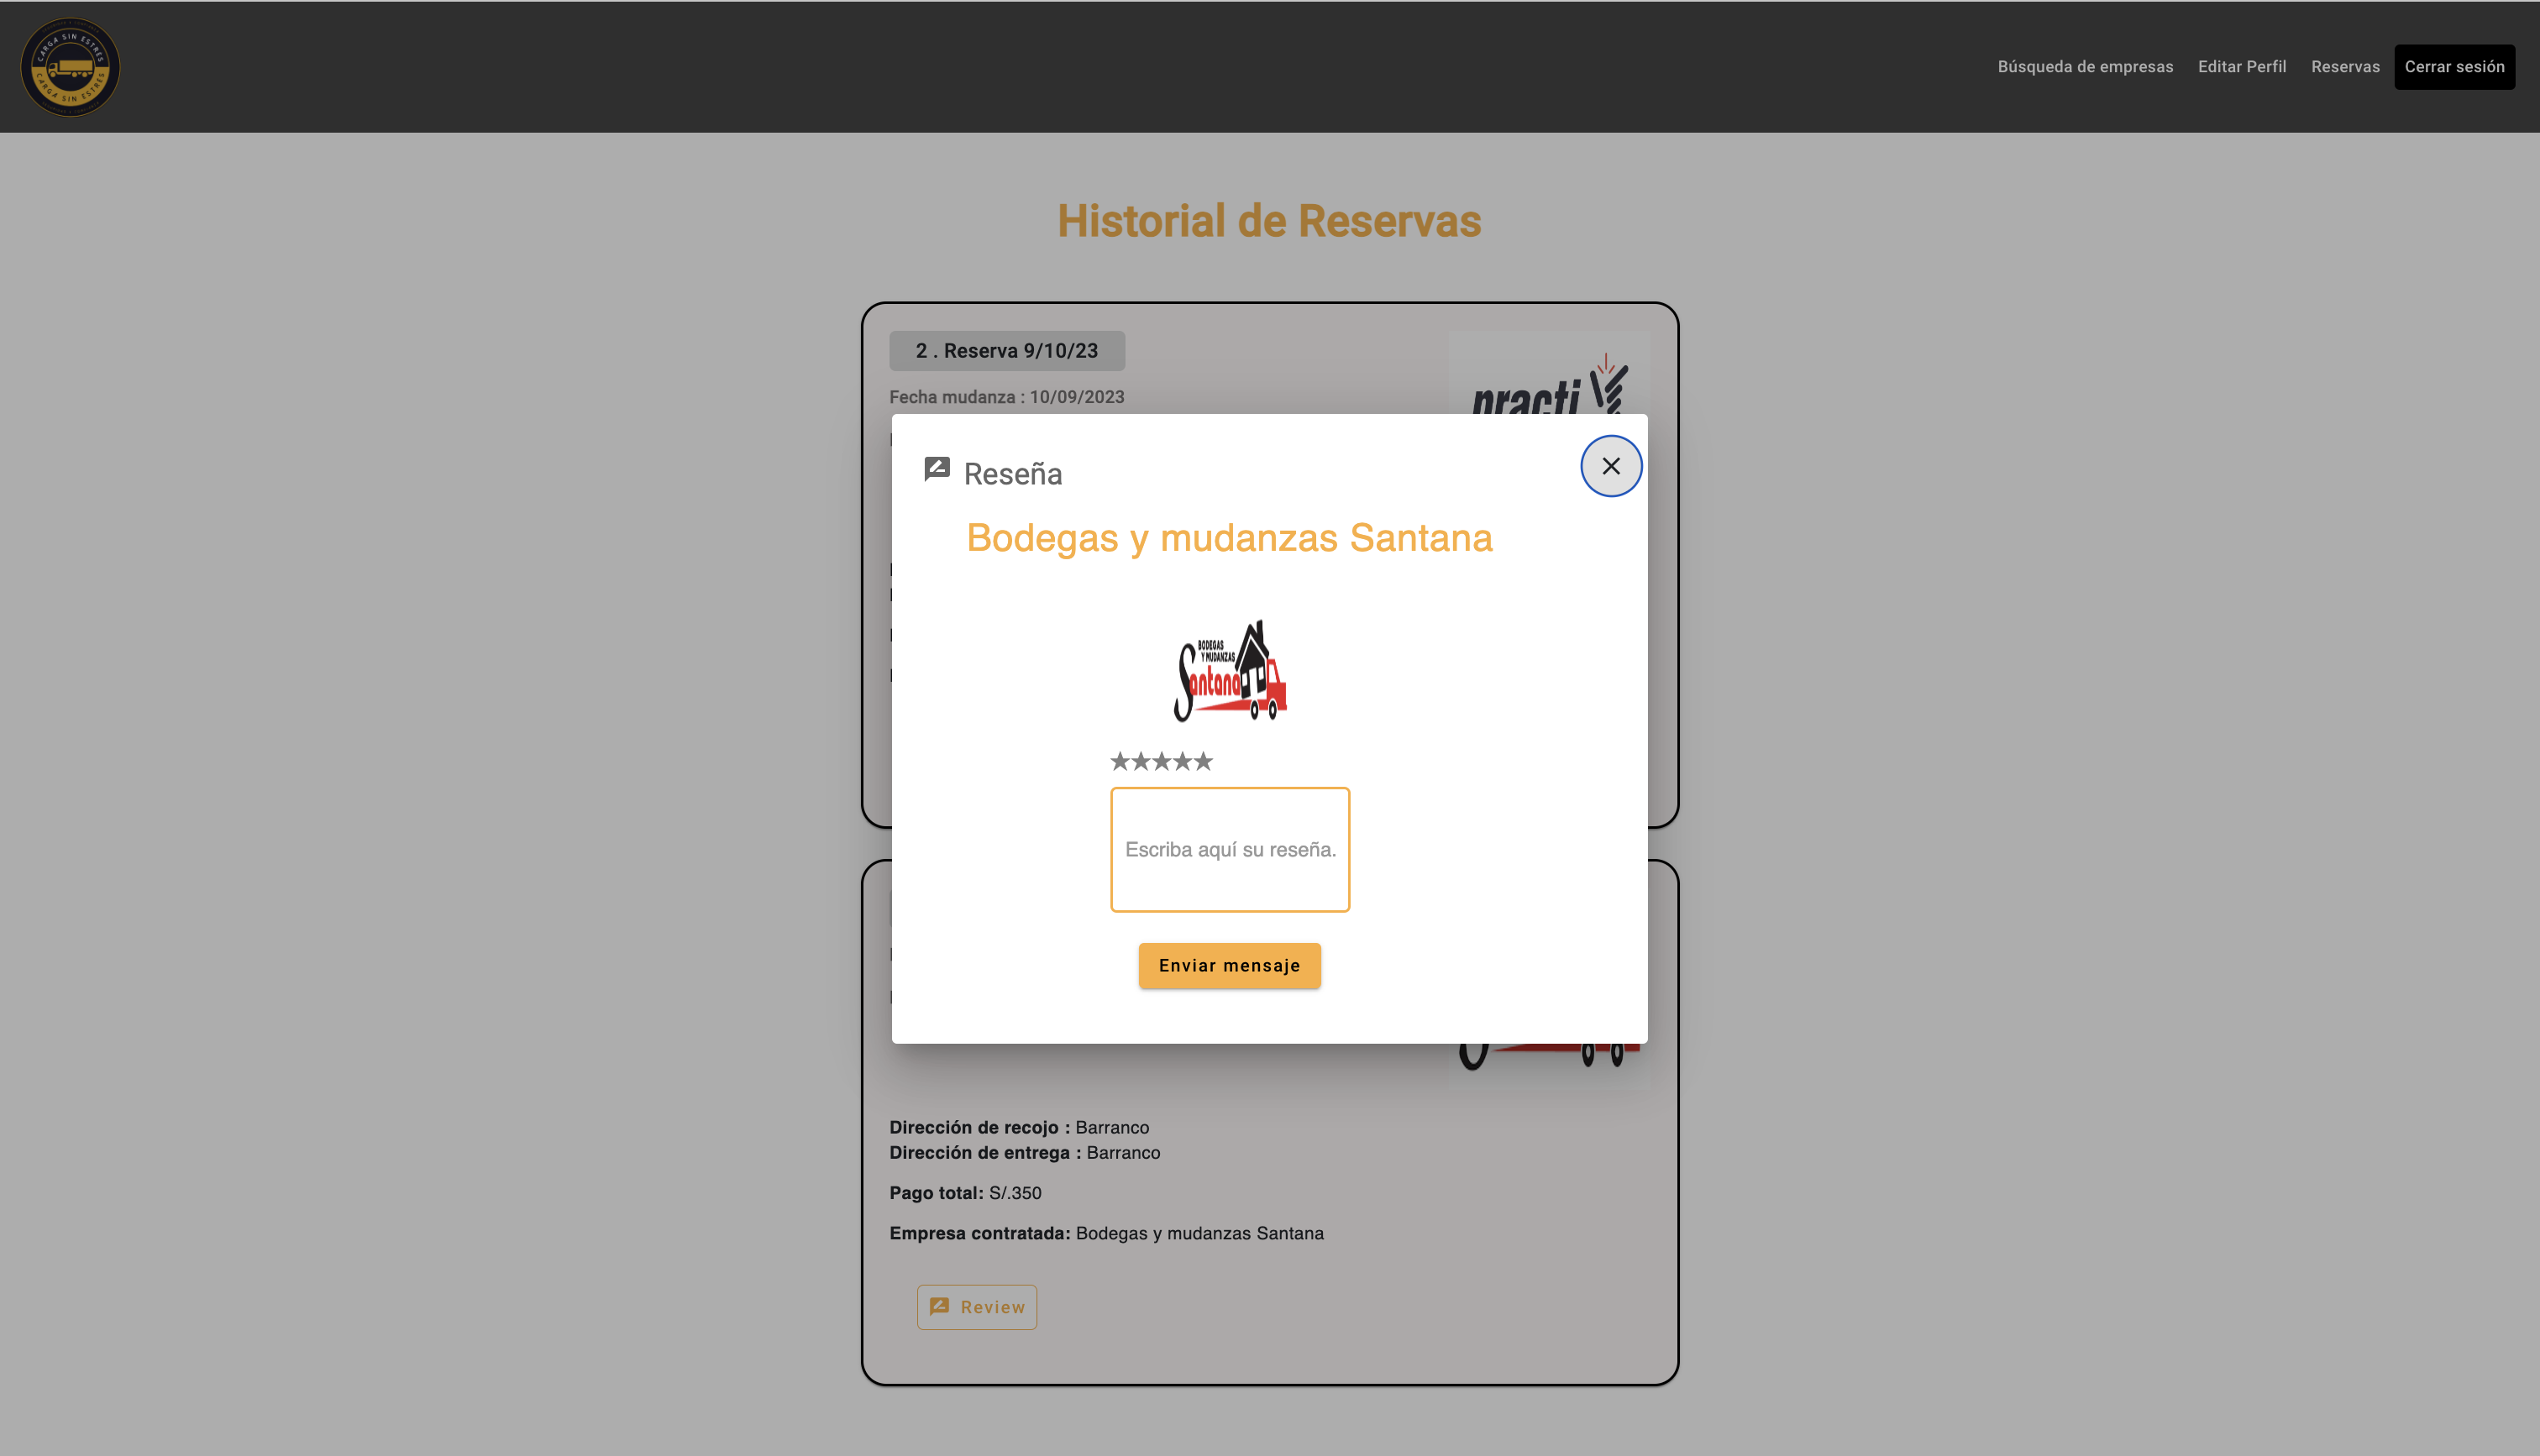 CARGA SIN ESTRÉS
CARGA SIN ESTRÉS
Búsqueda de empresas
Editar Perfil
Reservas
Cerrar sesión
Historial de Reservas
2 . Reserva 9/10/23
Fecha mudanza : 10/09/2023
practi
Reseña
Bodegas y mudanzas Santana
BODEGAS
Y MUDANZAS
Santana
Escriba aquí su reseña.
Enviar mensaje
Dirección de recojo : Barranco
Dirección de entrega : Barranco
Pago total: S/.350
Empresa contratada: Bodegas y mudanzas Santana
Review